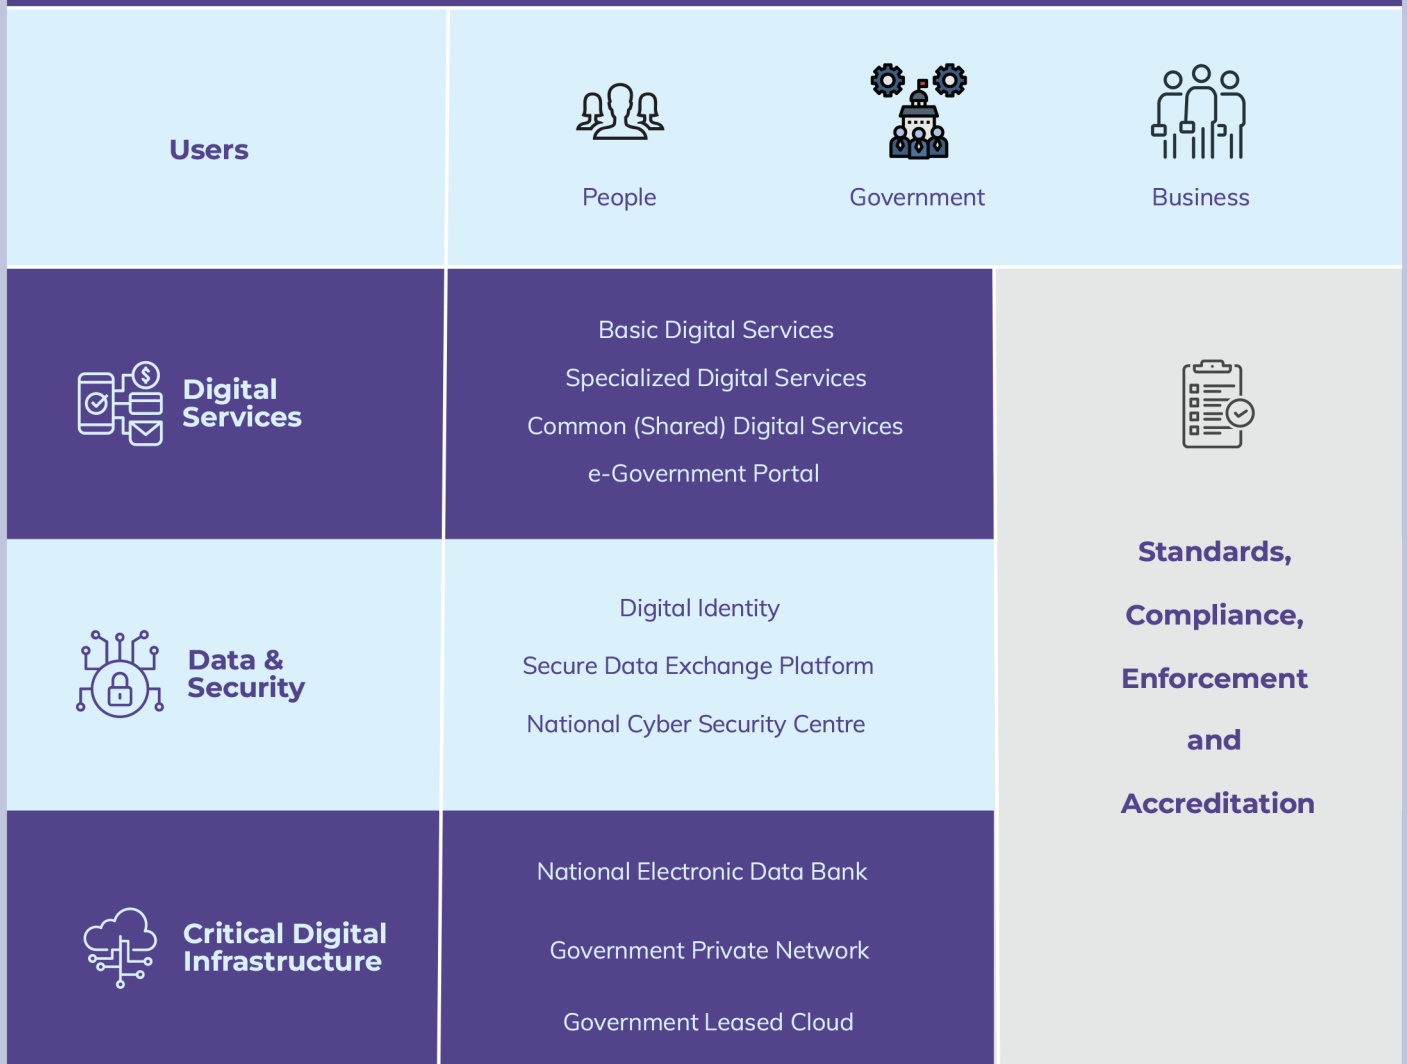 Users
People
Government
Business
Digital
Services
Basic Digital Services
Specialized Digital Services
Common (Shared) Digital Services
e-Government Portal
Data &
Security
Digital Identity
Secure Data Exchange Platform
National Cyber Security Centre
Critical Digital
Infrastructure
National Electronic Data Bank
Government Private Network
Government Leased Cloud
Standards,
Compliance,
Enforcement
and
Accreditation